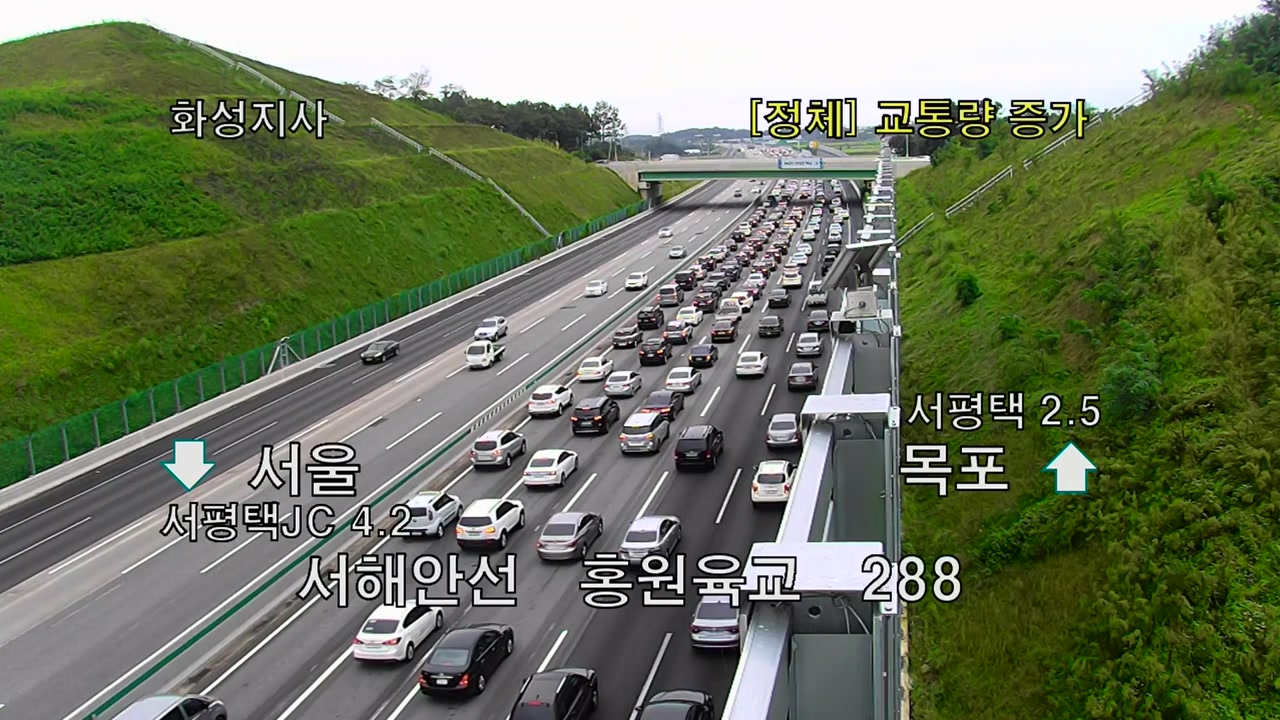 화성지사
[정체] 교통량 증가
서평택 2.5
서울
목포
서평택JC 4.2
서해안선 홍원육교 288